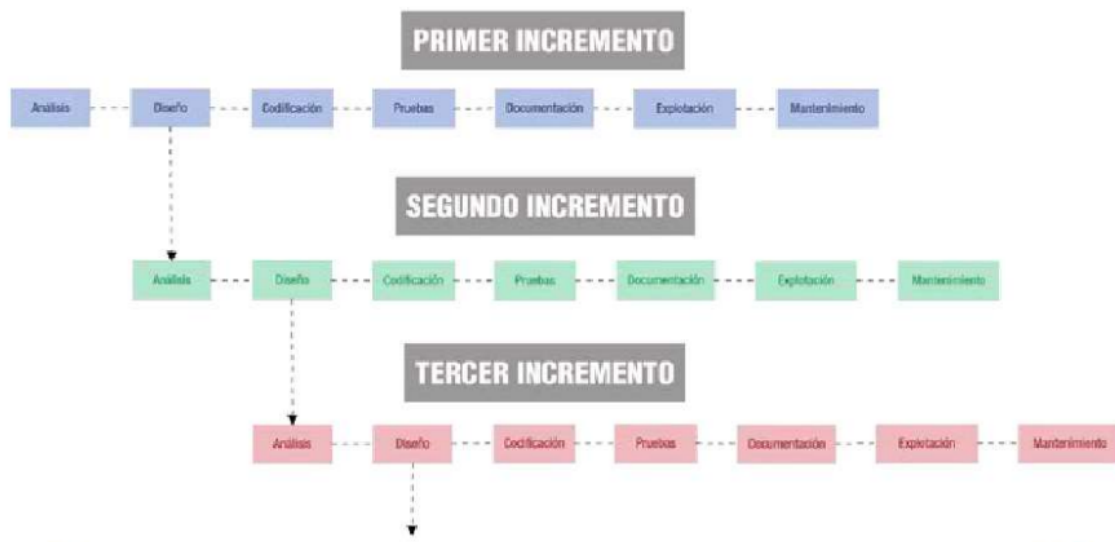 PRIMER INCREMENTO
Análisis Diseño Codificación Pruebas Documentación Explotación Mantenimiento
SEGUNDO INCREMENTO
Análisis Diseño Codificación Pruebas Documentación Explotación Mantenimiento
TERCER INCREMENTO
Análisis Diseño Codificación Pruebas Documentación Explotación Mantenimiento